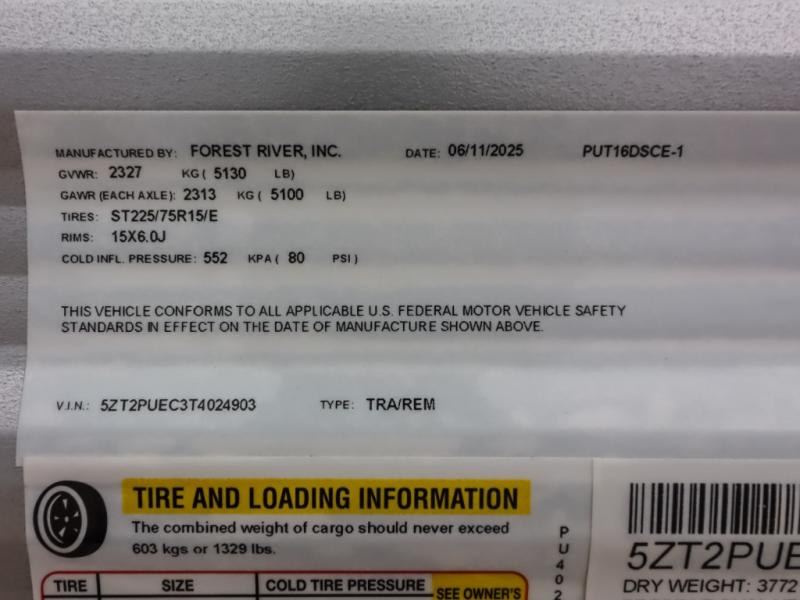 MANUFACTURED BY: FOREST RIVER, INC. DATE: 06/11/2025 PUT16DSCE-1
GVWR: 2327 KG ( 5130 LB)
GAWR (EACH AXLE): 2313 KG ( 5100 LB)
TIRES: ST225/75R15/E
RIMS: 15X6.0J
COLD INFL. PRESSURE: 552 KPA ( 80 PSI )
THIS VEHICLE CONFORMS TO ALL APPLICABLE U.S. FEDERAL MOTOR VEHICLE SAFETY
STANDARDS IN EFFECT ON THE DATE OF MANUFACTURE SHOWN ABOVE.
V.I.N.: 5ZT2PUEC3T4024903 TYPE: TRA/REM
TIRE AND LOADING INFORMATION
The combined weight of cargo should never exceed
603 kgs or 1329 lbs.
TIRE SIZE COLD TIRE PRESSURE SEE OWNER'S
P
U
4
0
2
5ZT2PUE
DRY WEIGHT: 3772